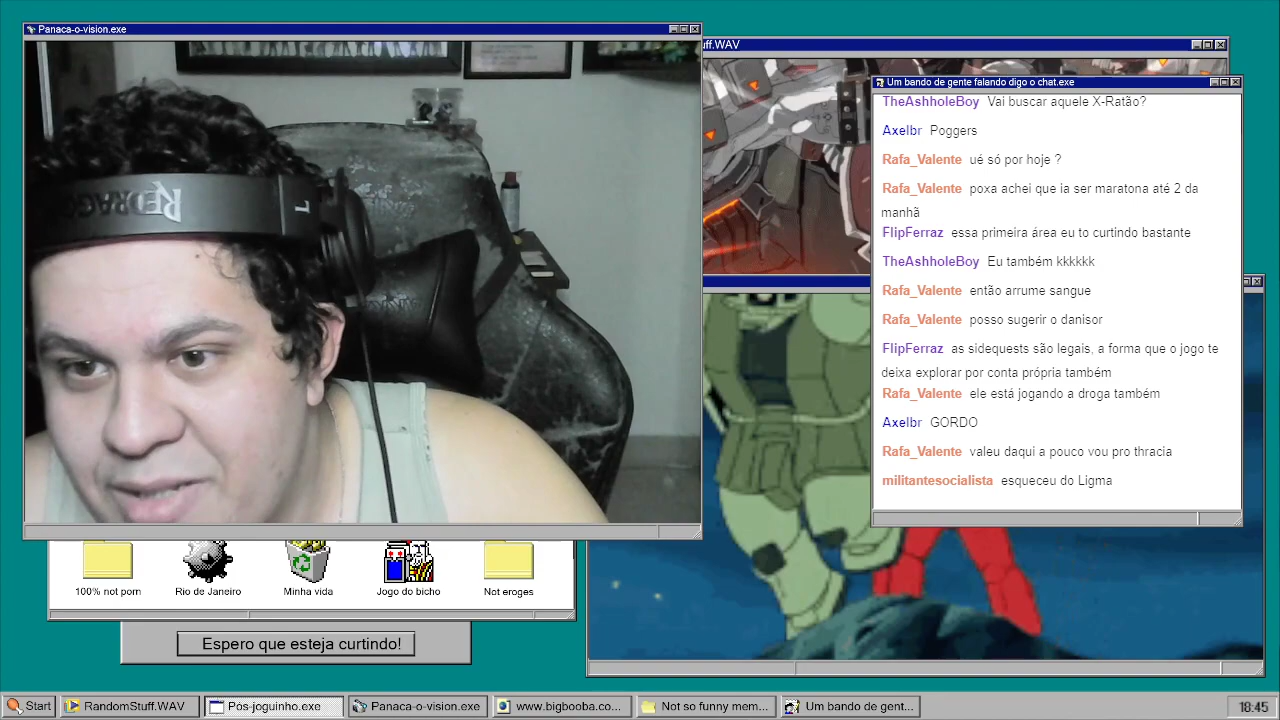 Panaca-o-vision.exe
uff.WAV
Um bando de gente falando digo o chat.exe
TheAshholeBoy Vai buscar aquele X-Ratão?
Axelbr Poggers
Rafa_Valente ué só por hoje ?
Rafa_Valente poxa achei que ia ser maratona até 2 da
manhã
FlipFerraz essa primeira área eu to curtindo bastante
TheAshholeBoy Eu também kkkkkk
Rafa_Valente então arrume sangue
Rafa_Valente posso sugerir o danisor
FlipFerraz as sidequests são legais, a forma que o jogo te
deixa explorar por conta própria também
Rafa_Valente ele está jogando a droga também
Axelbr GORDO
Rafa_Valente valeu daqui a pouco vou pro thracia
militantesocialista esqueceu do Ligma
REDRAG
100% not porn
Rio de Janeiro
Minha vida
Jogo do bicho
Not eroges
Espero que esteja curtindo!
Start
randomStuff.WAV
Pós-joguinho.exe
Panaca-o-vision.exe
www.bigbooba.co...
Not so funny mem...
Um bando de gent...
18:45